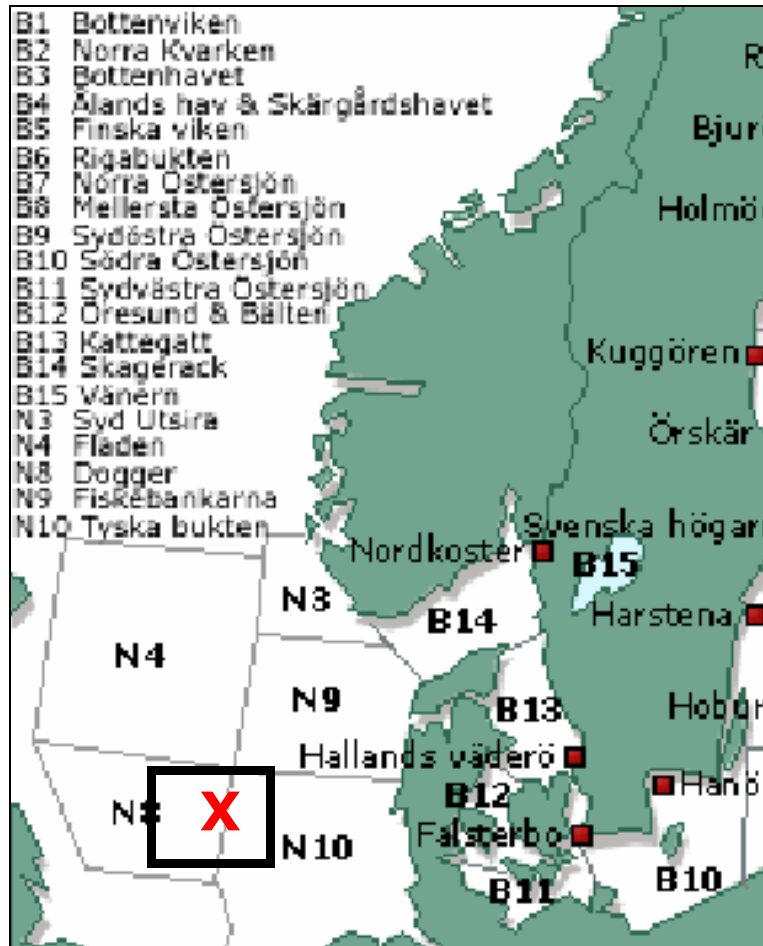 B1 Bottenviken
B2 Norra Kvarken
B3 Bottenhavet
B4 Ålands hav & Skärgårdshavet
B5 Finska viken
B6 Rigabukten
B7 Norra Östersjön
B8 Mellersta Östersjön
B9 Sydöstra Östersjön
B10 Södra Östersjön
B11 Sydvästra Östersjön
B12 Öresund & Bälten
B13 Kattegatt
B14 Skagerack
B15 Vänern
N3 Syd Utsira
N4 Fladen
N8 Dogger
N9 Fiskebankarna
N10 Tyska bukten
R
Bjur
Holmö
Kuggören
Örskär
Svenska högar
Nordkoster
B15
N3
B14
Harstena
N4
N9
B13
Hobur
Hallands väderö
B12
Hanö
N8
X
Falsterbo
N10
B11
B10